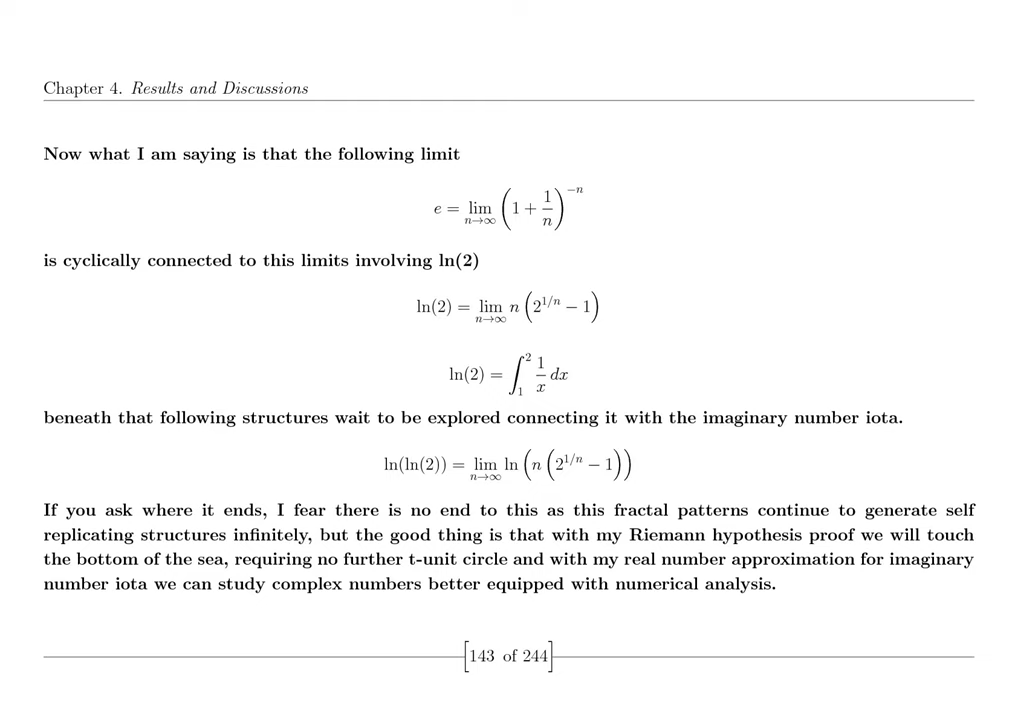 Chapter 4. Results and Discussions
Now what I am saying is that the following limit
e = lim n→∞ (1 + 1/n)^−n
is cyclically connected to this limits involving ln(2)
ln(2) = lim n→∞ n (2^1/n − 1)
ln(2) = ∫₁² 1/x dx
beneath that following structures wait to be explored connecting it with the imaginary number iota.
ln(ln(2)) = lim n→∞ ln (n (2^1/n − 1))
If you ask where it ends, I fear there is no end to this as this fractal patterns continue to generate self
replicating structures infinitely, but the good thing is that with my Riemann hypothesis proof we will touch
the bottom of the sea, requiring no further t-unit circle and with my real number approximation for imaginary
number iota we can study complex numbers better equipped with numerical analysis.
[143 of 244]